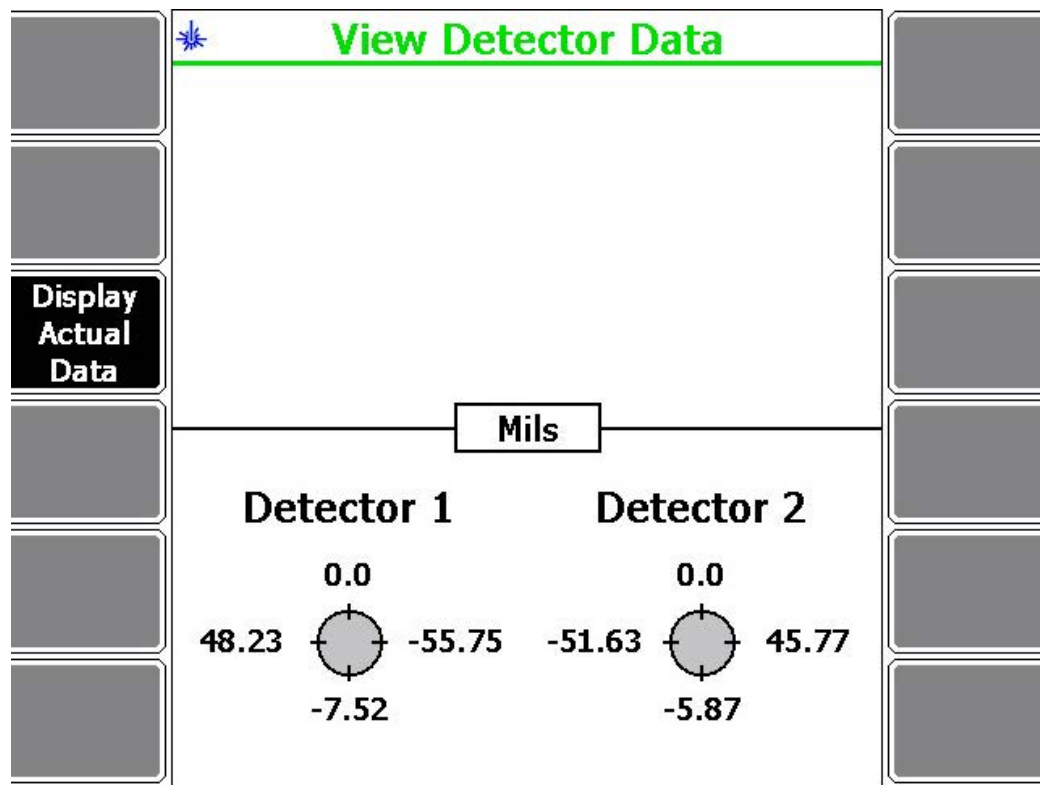 View Detector Data
Display
Actual
Data
Mils
Detector 1 Detector 2
0.0 0.0
48.23 -55.75 -51.63 45.77
-7.52 -5.87